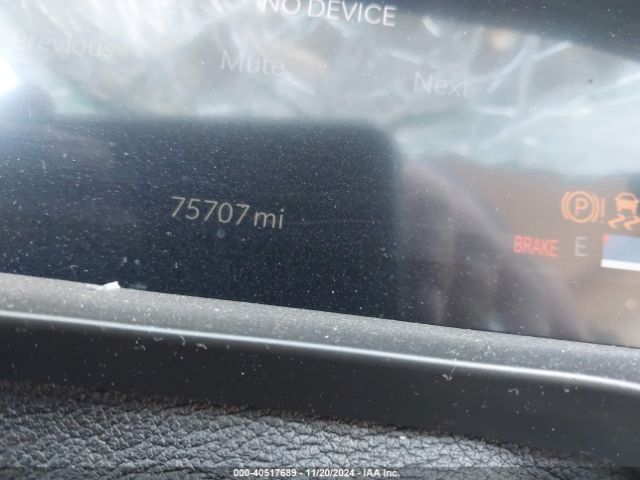 NO DEVICE
Previous
Mute
Next
75707 mi
P !
BRAKE E
000-40517689 - 11/20/2024 - IAA Inc.